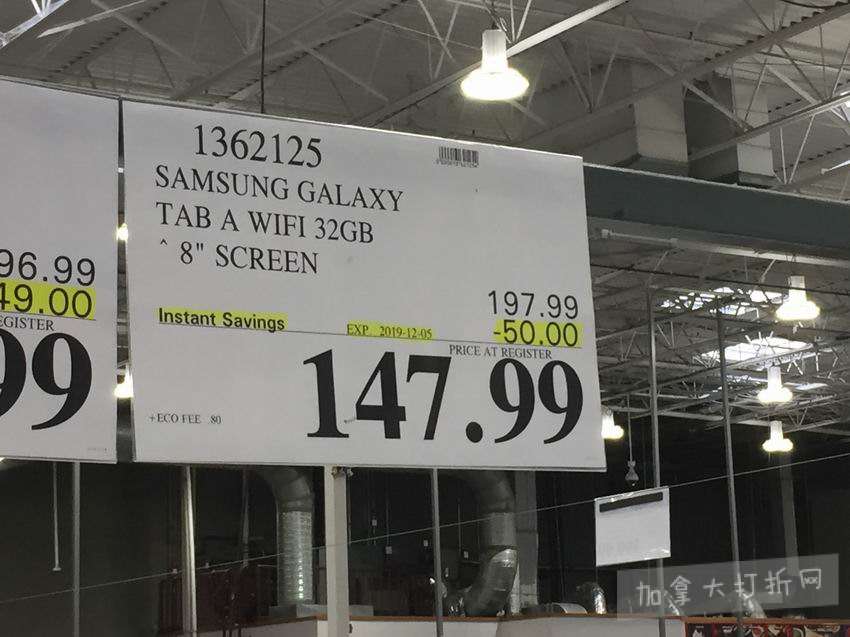 96.99
49.00
EGISTER
99
1362125
SAMSUNG GALAXY
TAB A WIFI 32GB
^ 8" SCREEN
197.99
Instant Savings EXP. 2019-12-05 -50.00
PRICE AT REGISTER
+ECO FEE 80 147.99
加拿大打折网